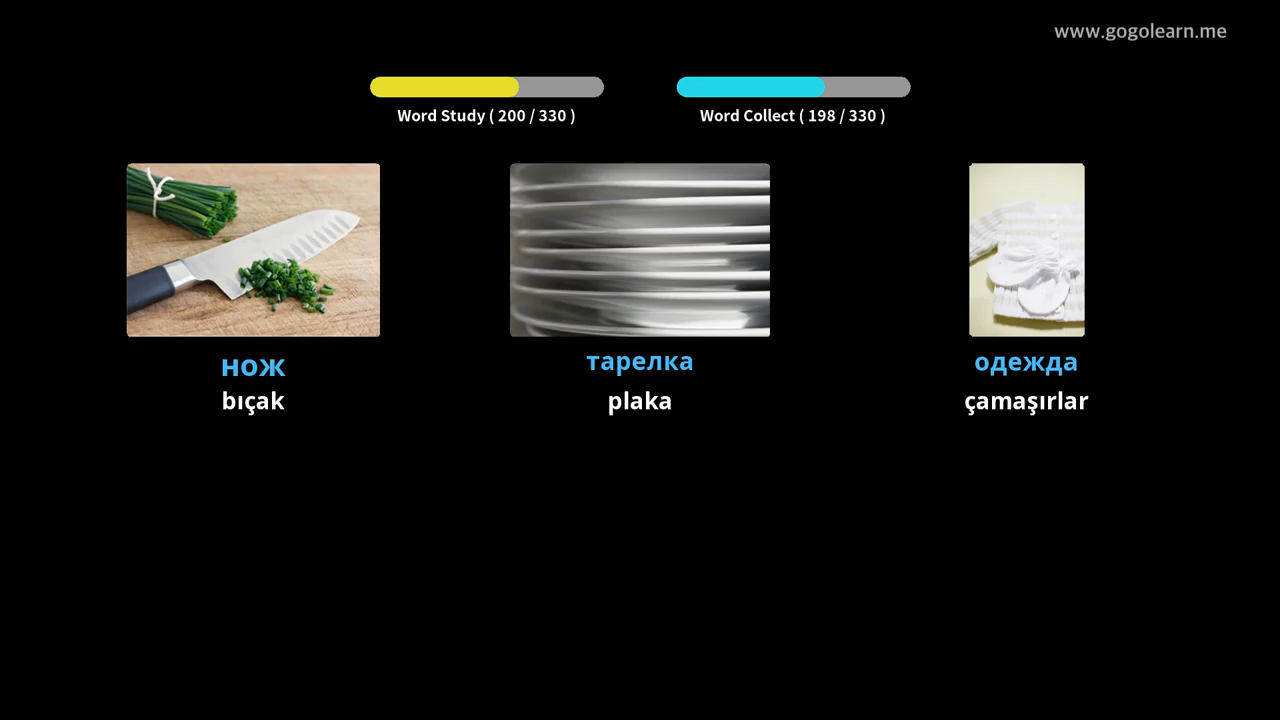 www.gogolearn.me
Word Study ( 200 / 330 )
Word Collect ( 198 / 330 )
нож
тарелка
одежда
bıçak
plaka
çamaşırlar